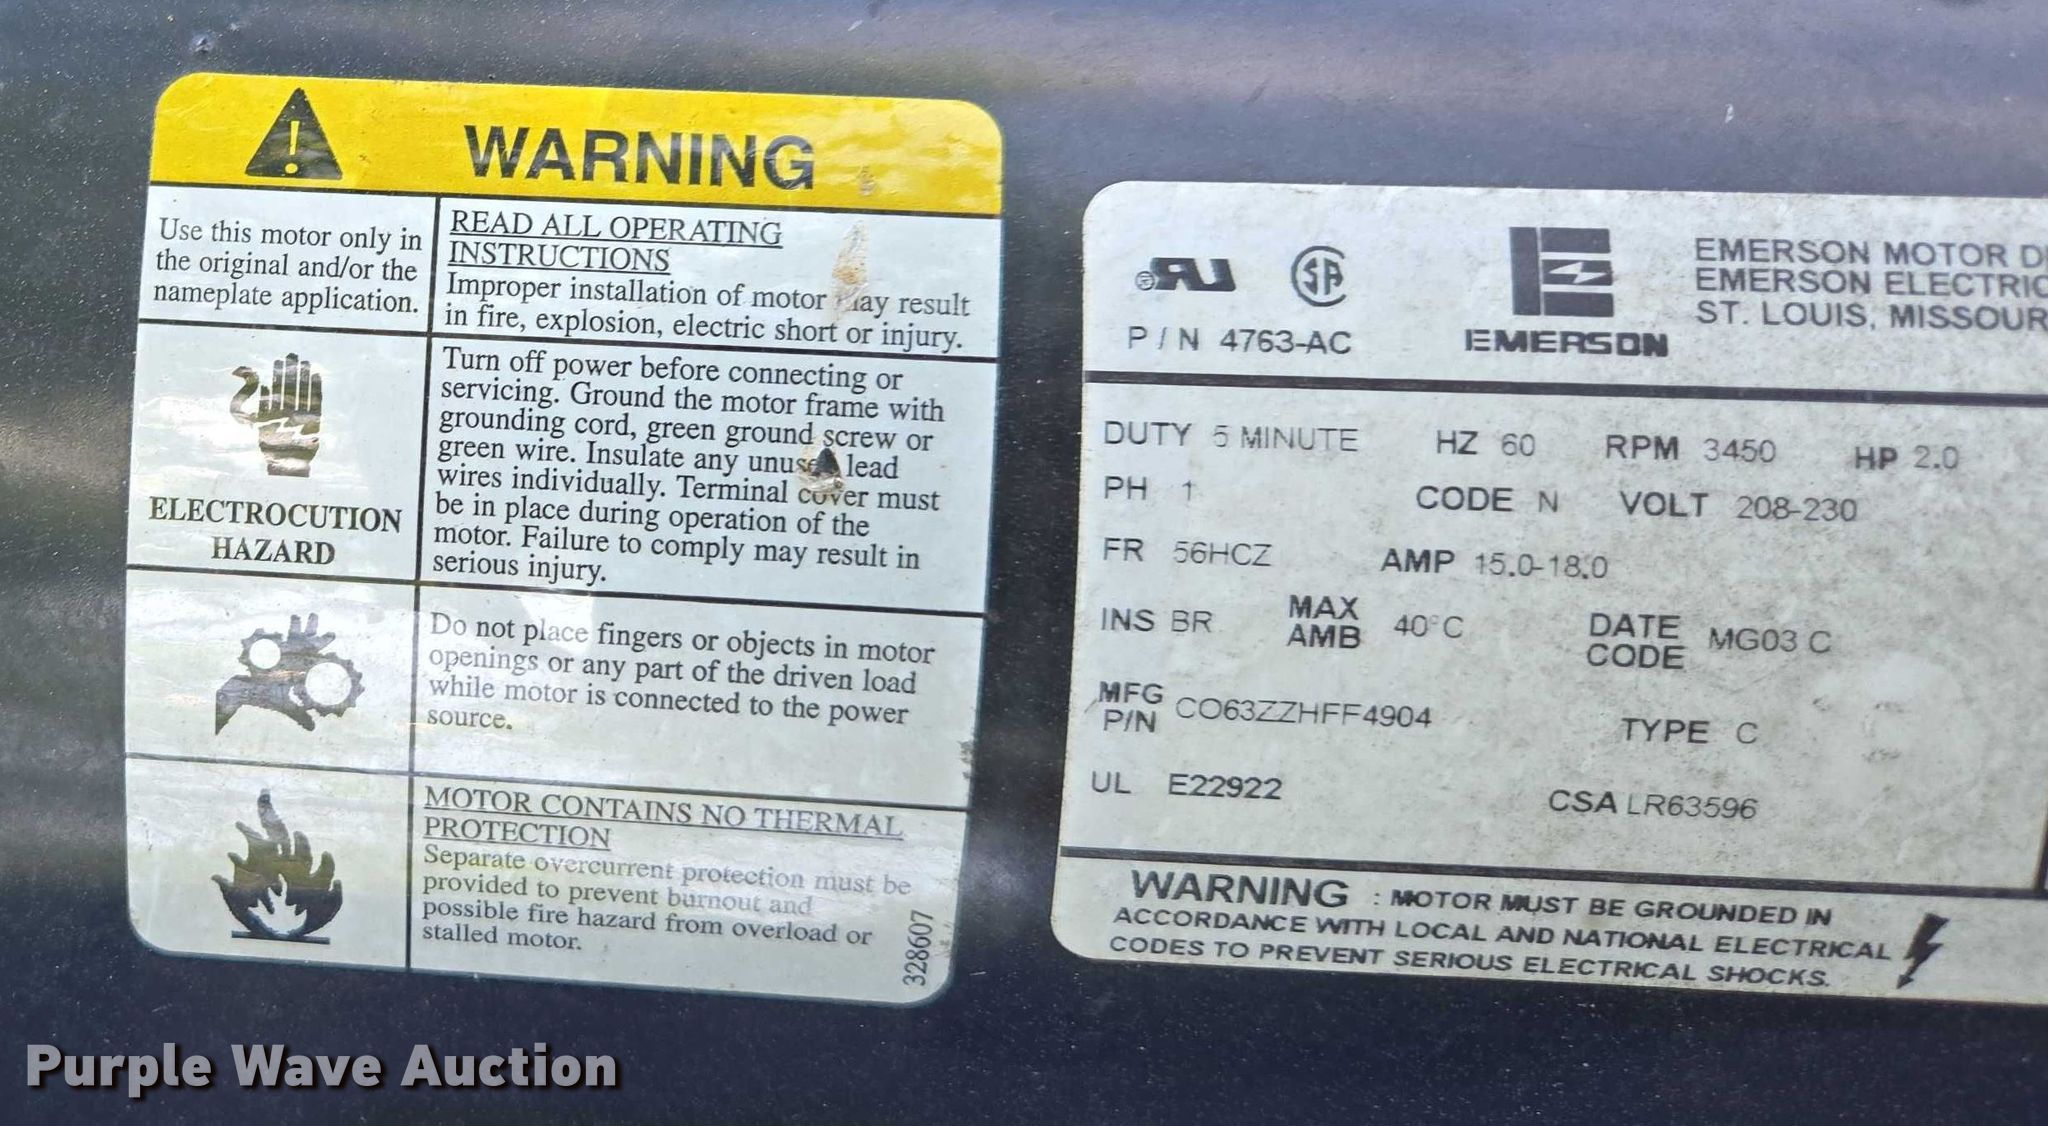 WARNING
Use this motor only in
the original and/or the
nameplate application.
READ ALL OPERATING
INSTRUCTIONS
Improper installation of motor may result
in fire, explosion, electric short or injury.
ELECTROCUTION
HAZARD
Turn off power before connecting or
servicing. Ground the motor frame with
grounding cord, green ground screw or
green wire. Insulate any unused lead
wires individually. Terminal cover must
be in place during operation of the
motor. Failure to comply may result in
serious injury.
Do not place fingers or objects in motor
openings or any part of the driven load
while motor is connected to the power
source.
MOTOR CONTAINS NO THERMAL
PROTECTION
Separate overcurrent protection must be
provided to prevent burnout and
possible fire hazard from overload or
stalled motor.
328607
P/N 4763-AC
EMERSON
EMERSON MOTOR
EMERSON ELECTRIC
ST. LOUIS,
DUTY 5 MINUTE HZ 60 RPM 3450 HP 2.0
PH 1 CODE N VOLT 208-230
FR 56HCZ AMP 15.0-18.0
INS BR MAX AMB 40°C DATE CODE MG03 C
MFG P/N CO63ZZHFF4904 TYPE C
UL E22922 CSA LR63596
WARNING : MOTOR MUST BE GROUNDED IN
ACCORDANCE WITH LOCAL AND NATIONAL ELECTRICAL
CODES TO PREVENT SERIOUS ELECTRICAL SHOCKS.
Purple Wave Auction